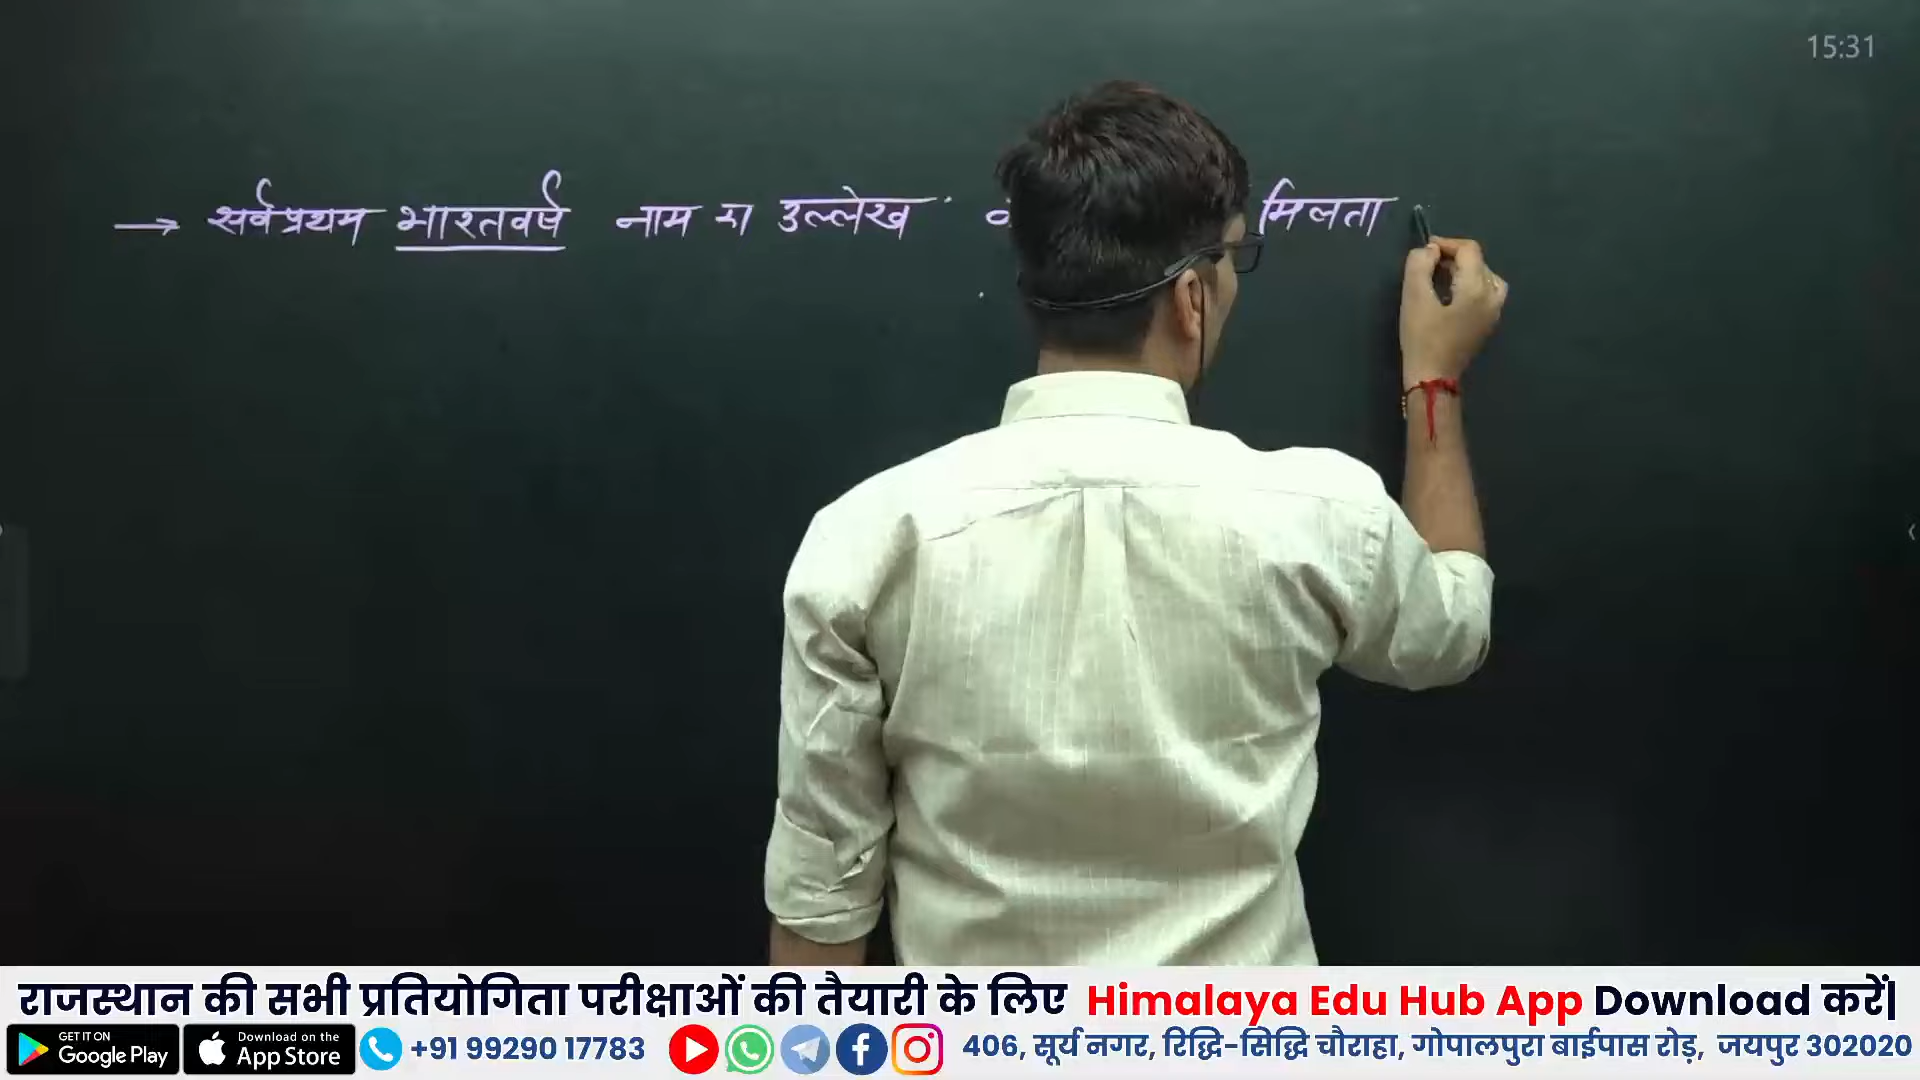 15:31
→ सर्वप्रथम भारतवर्ष नाम का उल्लेख मिलता
राजस्थान की सभी प्रतियोगिता परीक्षाओं की तैयारी के लिए Himalaya Edu Hub App Download करें|
GET IT ON Google Play Download on the App Store +91 99290 17783 406, सूर्य नगर, रिद्धि-सिद्धि चौराहा, गोपालपुरा बाईपास रोड़, जयपुर 302020